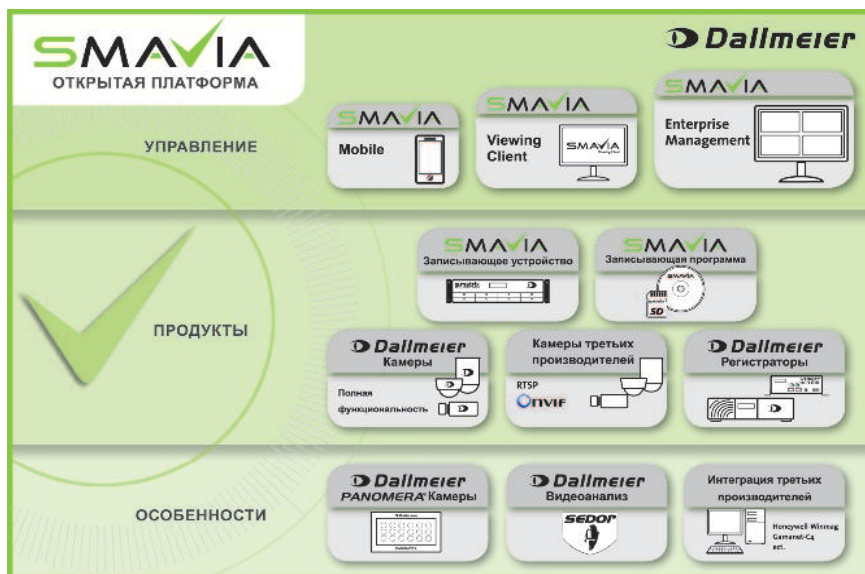 SMAVIA
ОТКРЫТАЯ ПЛАТФОРМА
Dallmeier
УПРАВЛЕНИЕ
SMAVIA
Mobile
SMAVIA
Viewing
Client
SMAVIA
SMAVIA
Enterprise
Management
ПРОДУКТЫ
SMAVIA
Записывающее устройство
SMAVIA
Записывающая программа
SMAVIA
SD
Dallmeier
Камеры
Полная
функциональность
Камеры третьих
производителей
RTSP
ONVIF
Dallmeier
Регистраторы
ОСОБЕННОСТИ
Dallmeier
PANOMERA® Камеры
Dallmeier
Видеоанализ
SEDOR
Интеграция третьих
производителей
Honeywell-Winmag
Gamanet-C4
ect.